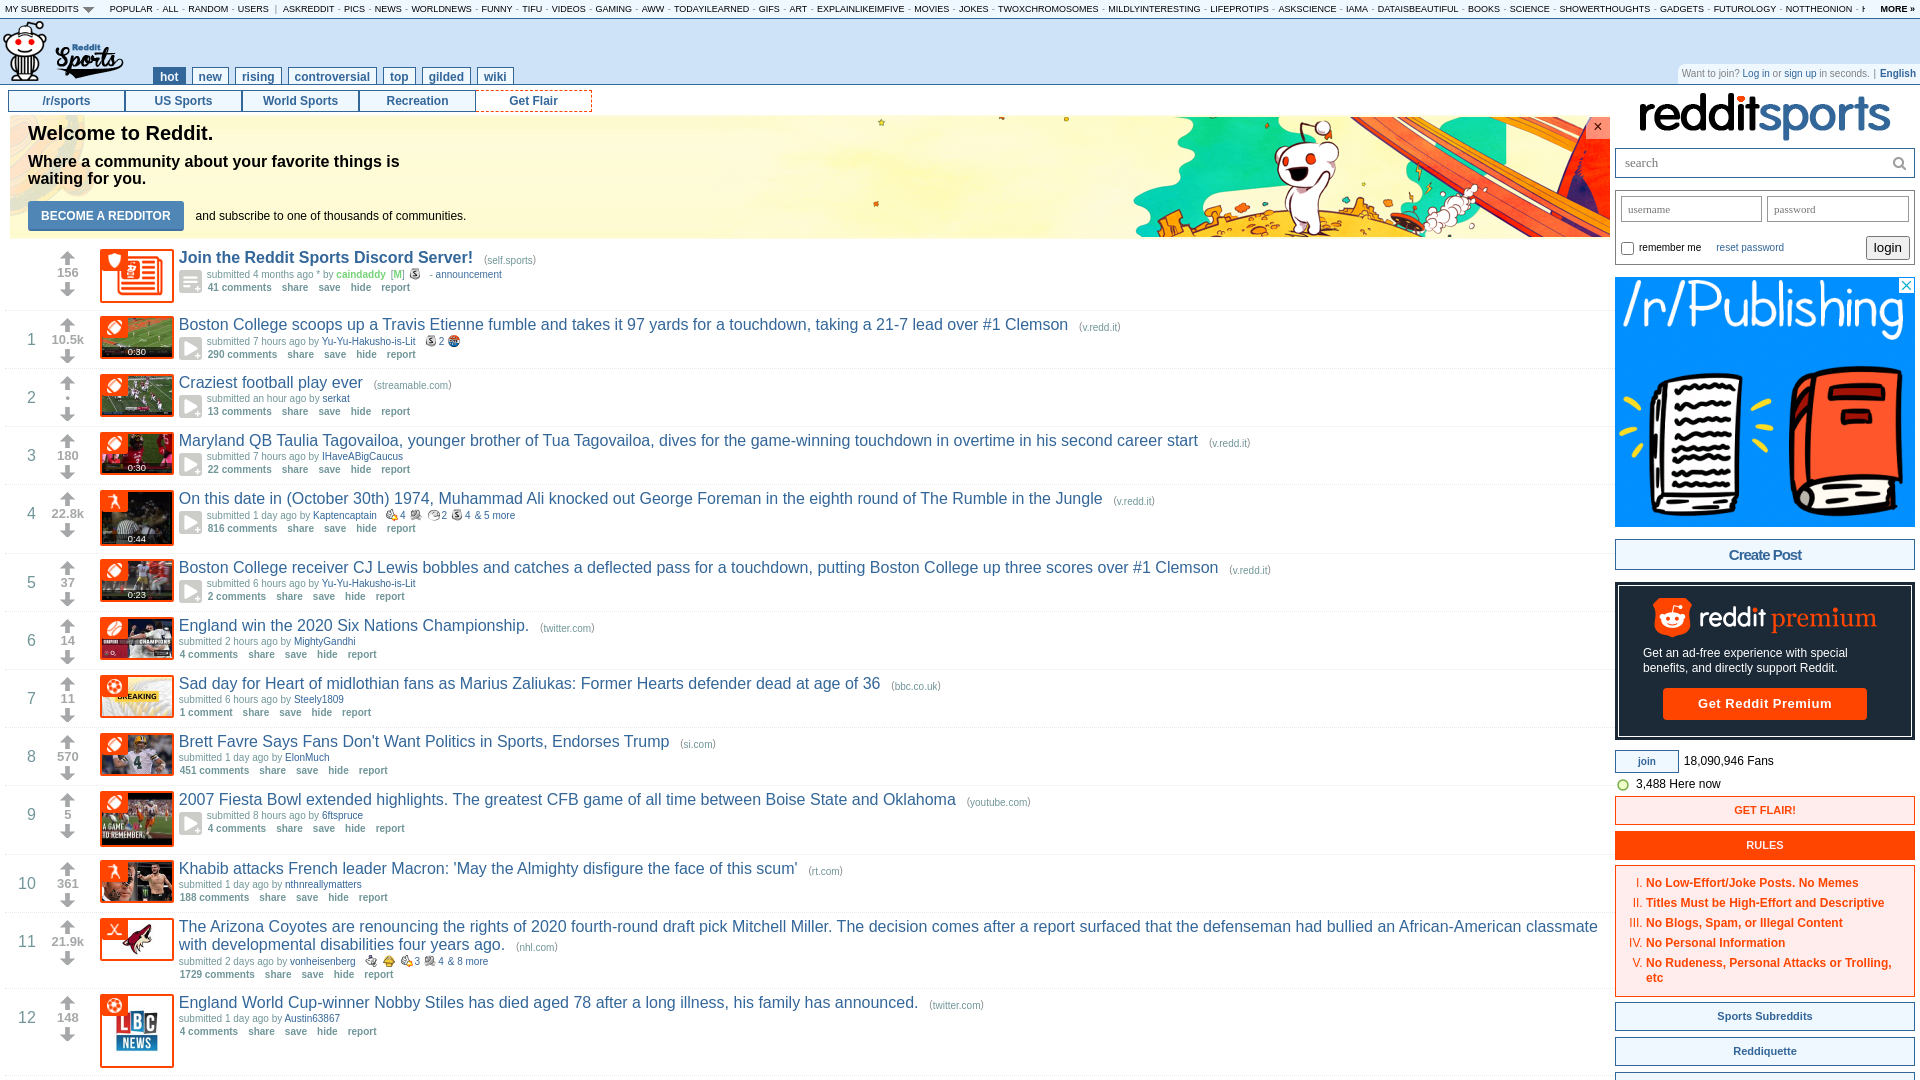 MY SUBREDDITS POPULAR - ALL - RANDOM - USERS | ASKREDDIT - PICS - NEWS - WORLDNEWS - FUNNY - TIFU - VIDEOS - GAMING - AWW - TODAYILEARNED - GIFS - ART - EXPLAINLIKEIMFIVE - MOVIES - JOKES - TWOXCHROMOSOMES - MILDLYINTERESTING - LIFEPROTIPS - ASKSCIENCE - IAMA - DATAISBEAUTIFUL - BOOKS - SCIENCE - SHOWERTHOUGHTS - GADGETS - FUTUROLOGY - NOTTHEONION - MORE »
Reddit
Sports
hot new rising controversial top gilded wiki
Want to join? Log in or sign up in seconds. | English
/r/sports US Sports World Sports Recreation Get Flair
redditsports
Welcome to Reddit.
Where a community about your favorite things is
waiting for you.
BECOME A REDDITOR and subscribe to one of thousands of communities.
×
search
username password
remember me reset password login
156
Join the Reddit Sports Discord Server! (self.sports)
submitted 4 months ago * by caindaddy [M] - announcement
41 comments share save hide report
1
10.5k
0:30
Boston College scoops up a Travis Etienne fumble and takes it 97 yards for a touchdown, taking a 21-7 lead over #1 Clemson (v.redd.it)
submitted 7 hours ago by Yu-Yu-Hakusho-is-Lit 2
290 comments share save hide report
2
•
Craziest football play ever (streamable.com)
submitted an hour ago by serkat
13 comments share save hide report
3
180
0:30
Maryland QB Taulia Tagovailoa, younger brother of Tua Tagovailoa, dives for the game-winning touchdown in overtime in his second career start (v.redd.it)
submitted 7 hours ago by IHaveABigCaucus
22 comments share save hide report
4
22.8k
0:44
On this date in (October 30th) 1974, Muhammad Ali knocked out George Foreman in the eighth round of The Rumble in the Jungle (v.redd.it)
submitted 1 day ago by Kaptencaptain 4 2 4 & 5 more
816 comments share save hide report
5
37
0:23
Boston College receiver CJ Lewis bobbles and catches a deflected pass for a touchdown, putting Boston College up three scores over #1 Clemson (v.redd.it)
submitted 6 hours ago by Yu-Yu-Hakusho-is-Lit
2 comments share save hide report
6
14
CHAMPIONS
England win the 2020 Six Nations Championship. (twitter.com)
submitted 2 hours ago by MightyGandhi
4 comments share save hide report
7
11
BREAKING
Sad day for Heart of midlothian fans as Marius Zaliukas: Former Hearts defender dead at age of 36 (bbc.co.uk)
submitted 6 hours ago by Steely1809
1 comment share save hide report
8
570
4
Brett Favre Says Fans Don't Want Politics in Sports, Endorses Trump (si.com)
submitted 1 day ago by ElonMuch
451 comments share save hide report
9
5
A GAME
TO REMEMBER
2007 Fiesta Bowl extended highlights. The greatest CFB game of all time between Boise State and Oklahoma (youtube.com)
submitted 8 hours ago by 6ftspruce
4 comments share save hide report
10
361
Khabib attacks French leader Macron: 'May the Almighty disfigure the face of this scum' (rt.com)
submitted 1 day ago by nthnreallymatters
188 comments share save hide report
11
21.9k
The Arizona Coyotes are renouncing the rights of 2020 fourth-round draft pick Mitchell Miller. The decision comes after a report surfaced that the defenseman had bullied an African-American classmate
with developmental disabilities four years ago. (nhl.com)
submitted 2 days ago by vonheisenberg 3 4 & 8 more
1729 comments share save hide report
12
148
LBC
NEWS
England World Cup-winner Nobby Stiles has died aged 78 after a long illness, his family has announced. (twitter.com)
submitted 1 day ago by Austin63867
4 comments share save hide report
/r/Publishing
Create Post
reddit premium
Get an ad-free experience with special
benefits, and directly support Reddit.
Get Reddit Premium
join 18,090,946 Fans
3,488 Here now
GET FLAIR!
RULES
I. No Low-Effort/Joke Posts. No Memes
II. Titles Must be High-Effort and Descriptive
III. No Blogs, Spam, or Illegal Content
IV. No Personal Information
V. No Rudeness, Personal Attacks or Trolling,
etc
Sports Subreddits
Reddiquette